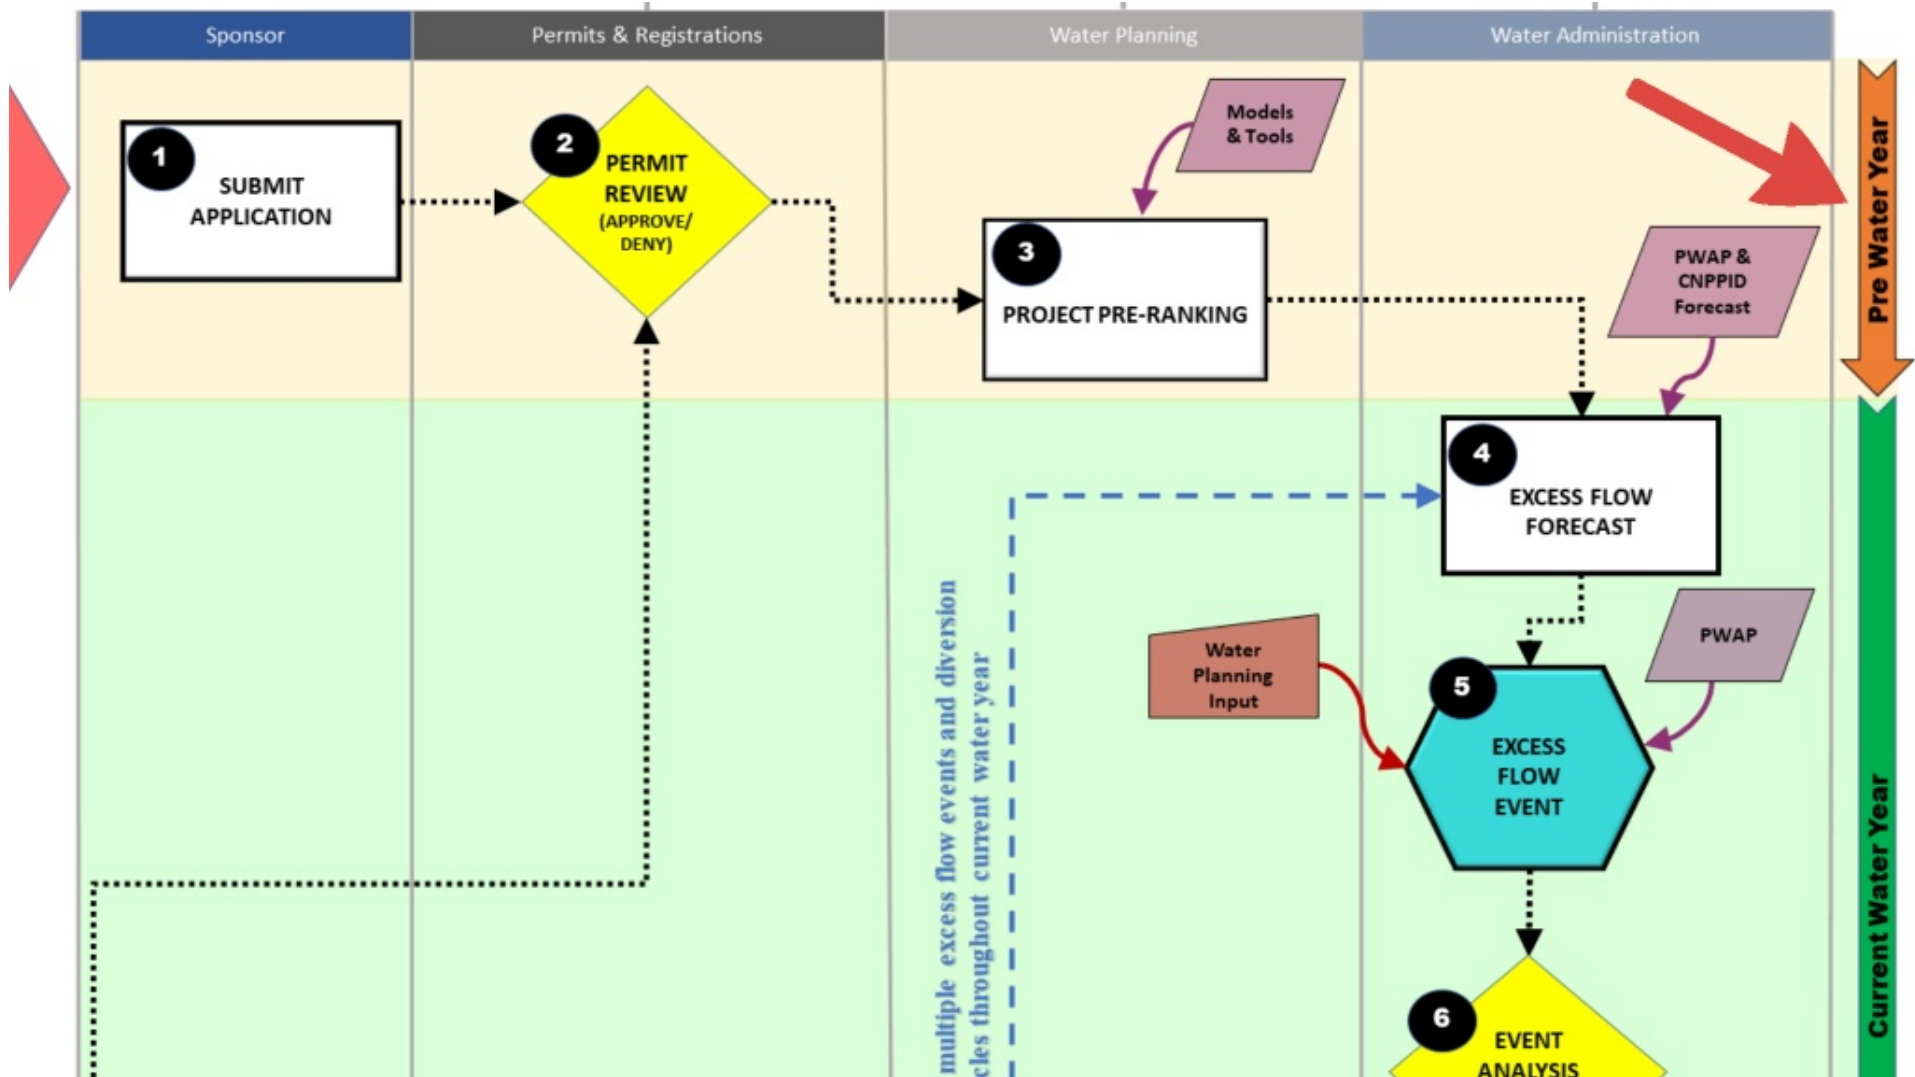 Sponsor
Permits & Registrations
Water Planning
Water Administration
1
SUBMIT
APPLICATION
2
PERMIT
REVIEW
(APPROVE/
DENY)
Models
& Tools
3
PROJECT PRE-RANKING
PWAP &
CNPPID
Forecast
Pre Water Year
4
EXCESS FLOW
FORECAST
multiple excess flow events and diversion
cles throughout current water year
Water
Planning
Input
PWAP
5
EXCESS
FLOW
EVENT
Current Water Year
6
EVENT
ANALYSIS